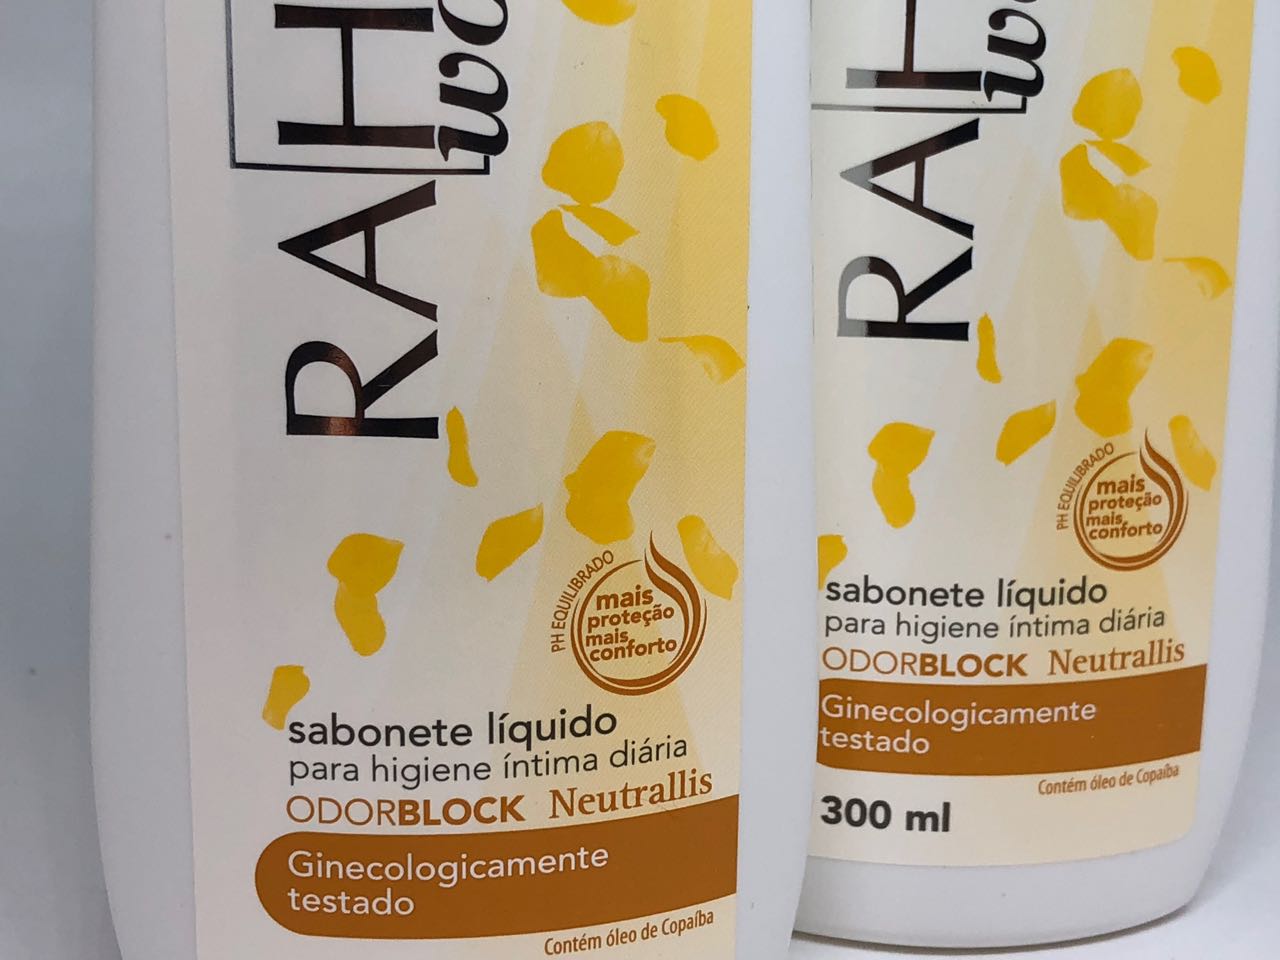 RAH
PH EQUILIBRADO
mais
proteção
mais
conforto
sabonete líquido
para higiene íntima diária
ODORBLOCK Neutrallis
Ginecologicamente
testado
Contém óleo de Copaíba
RAH
PH EQUILIBRADO
mais
proteção
mais
conforto
sabonete líquido
para higiene íntima diária
ODORBLOCK Neutrallis
Ginecologicamente
testado
Contém óleo de Copaíba
300 ml